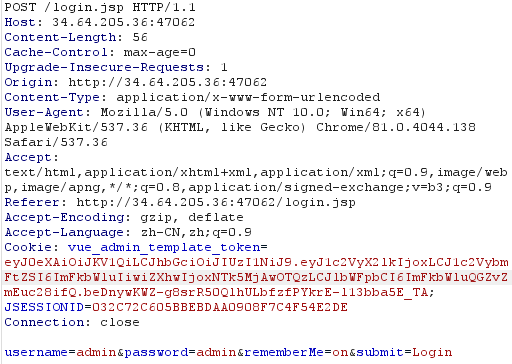 POST /login.jsp HTTP/1.1
Host: 34.64.205.36:47062
Content-Length: 56
Cache-Control: max-age=0
Upgrade-Insecure-Requests: 1
Origin: http://34.64.205.36:47062
Content-Type: application/x-www-form-urlencoded
User-Agent: Mozilla/5.0 (Windows NT 10.0; Win64; x64)
AppleWebKit/537.36 (KHTML, like Gecko) Chrome/81.0.4044.138
Safari/537.36
Accept:
text/html,application/xhtml+xml,application/xml;q=0.9,image/web
p,image/apng,*/*;q=0.8,application/signed-exchange;v=b3;q=0.9
Referer: http://34.64.205.36:47062/login.jsp
Accept-Encoding: gzip, deflate
Accept-Language: zh-CN,zh;q=0.9
Cookie: vue_admin_template_token=
eyJ0eXAiOiJKV1QiLCJhbGciOiJIUzI1NiJ9.eyJ1c2VyX2lkIjoxLCJ1c2Vybm
FtZSI6ImFkbWluIiwiZXhwIjoxNTk5MjAwOTQzLCJlbWFpbCI6ImFkbWluQGZvZ
mEuc28ifQ.beDnywKWZ-g8srR50QlhULbfzfPYkrE-l13bba5E_TA;
JSESSIONID=032C72C605BBEBDAA0908F7C4F54E2DE
Connection: close
username=admin&password=admin&rememberMe=on&submit=Login